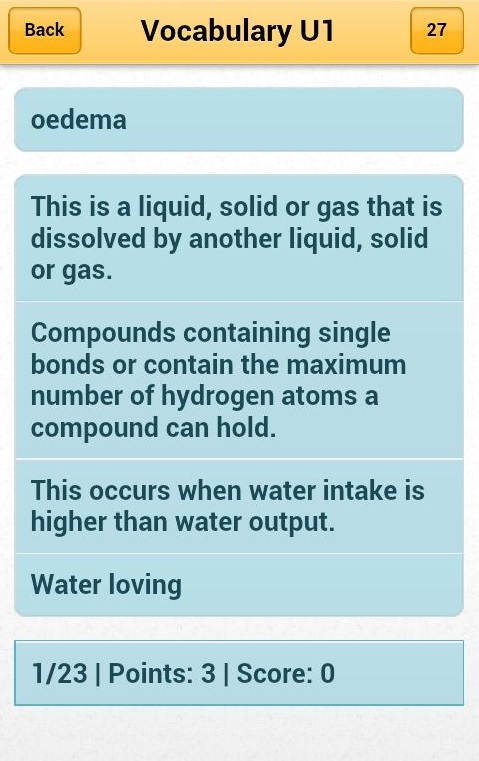 Back
Vocabulary U1
27
oedema
This is a liquid, solid or gas that is
dissolved by another liquid, solid
or gas.
Compounds containing single
bonds or contain the maximum
number of hydrogen atoms a
compound can hold.
This occurs when water intake is
higher than water output.
Water loving
1/23 | Points: 3 | Score: 0